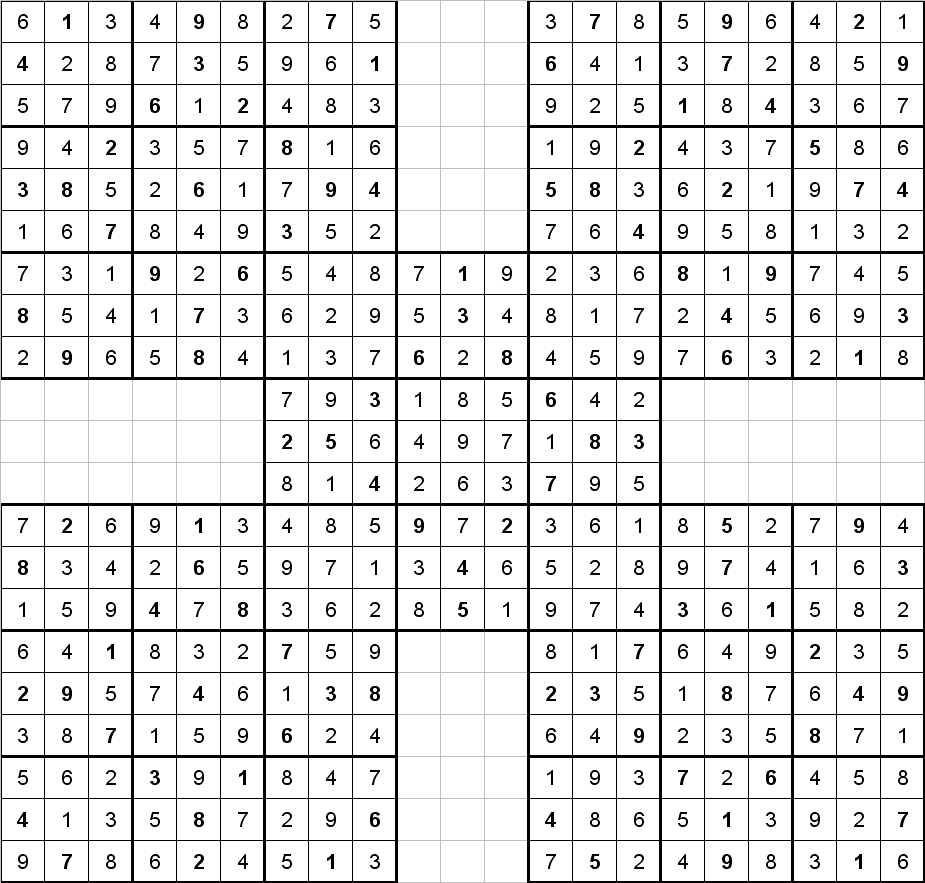 6 1 3 4 9 8 2 7 5 3 7 8 5 9 6 4 2 1
4 2 8 7 3 5 9 6 1 6 4 1 3 7 2 8 5 9
5 7 9 6 1 2 4 8 3 9 2 5 1 8 4 3 6 7
9 4 2 3 5 7 8 1 6 1 9 2 4 3 7 5 8 6
3 8 5 2 6 1 7 9 4 5 8 3 6 2 1 9 7 4
1 6 7 8 4 9 3 5 2 7 6 4 9 5 8 1 3 2
7 3 1 9 2 6 5 4 8 7 1 9 2 3 6 8 1 9 7 4 5
8 5 4 1 7 3 6 2 9 5 3 4 8 1 7 2 4 5 6 9 3
2 9 6 5 8 4 1 3 7 6 2 8 4 5 9 7 6 3 2 1 8
7 9 3 1 8 5 6 4 2
2 5 6 4 9 7 1 8 3
8 1 4 2 6 3 7 9 5
7 2 6 9 1 3 4 8 5 9 7 2 3 6 1 8 5 2 7 9 4
8 3 4 2 6 5 9 7 1 3 4 6 5 2 8 9 7 4 1 6 3
1 5 9 4 7 8 3 6 2 8 5 1 9 7 4 3 6 1 5 8 2
6 4 1 8 3 2 7 5 9 8 1 7 6 4 9 2 3 5
2 9 5 7 4 6 1 3 8 2 3 5 1 8 7 6 4 9
3 8 7 1 5 9 6 2 4 6 4 9 2 3 5 8 7 1
5 6 2 3 9 1 8 4 7 1 9 3 7 2 6 4 5 8
4 1 3 5 8 7 2 9 6 4 8 6 5 1 3 9 2 7
9 7 8 6 2 4 5 1 3 7 5 2 4 9 8 3 1 6